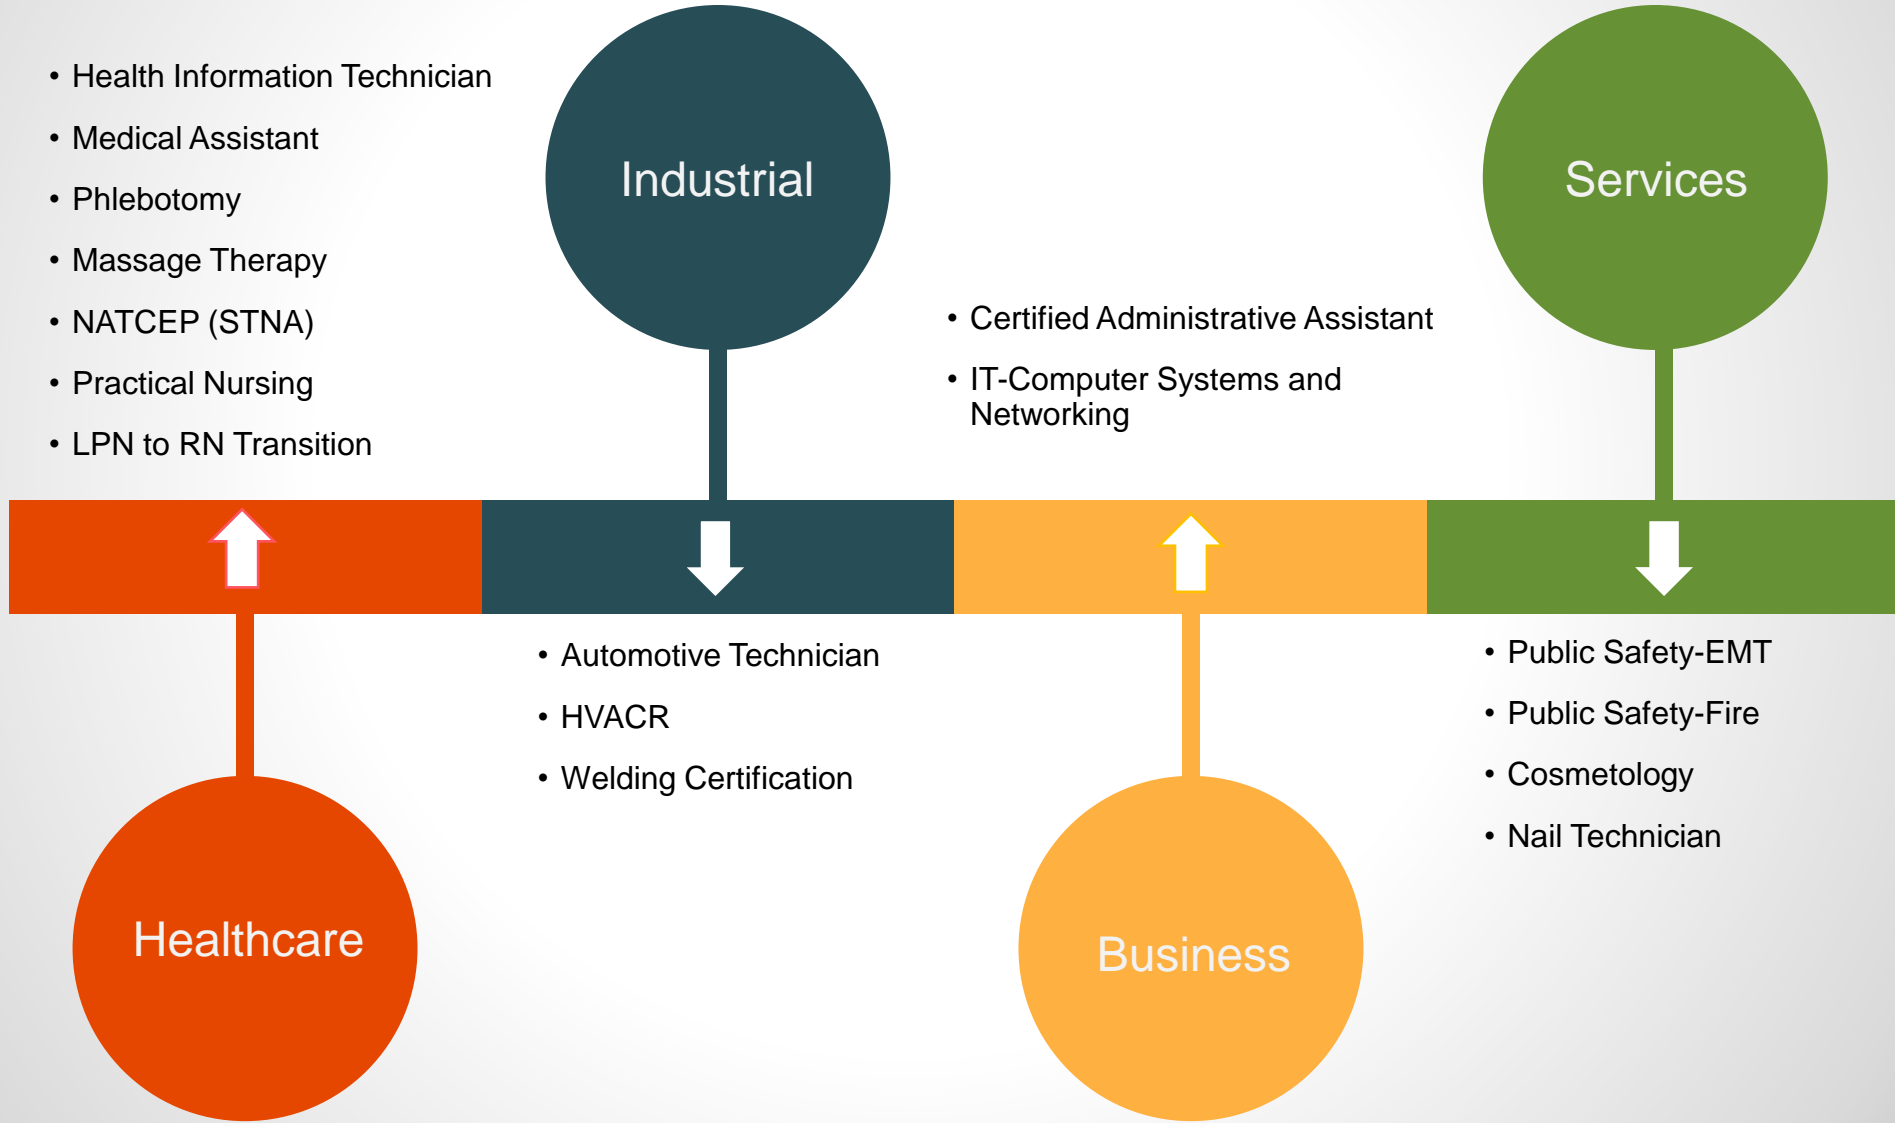 • Health Information Technician
• Medical Assistant
• Phlebotomy
• Massage Therapy
• NATCEP (STNA)
• Practical Nursing
• LPN to RN Transition
Healthcare
Industrial
• Automotive Technician
• HVACR
• Welding Certification
• Certified Administrative Assistant
• IT-Computer Systems and
Networking
Business
Services
• Public Safety-EMT
• Public Safety-Fire
• Cosmetology
• Nail Technician